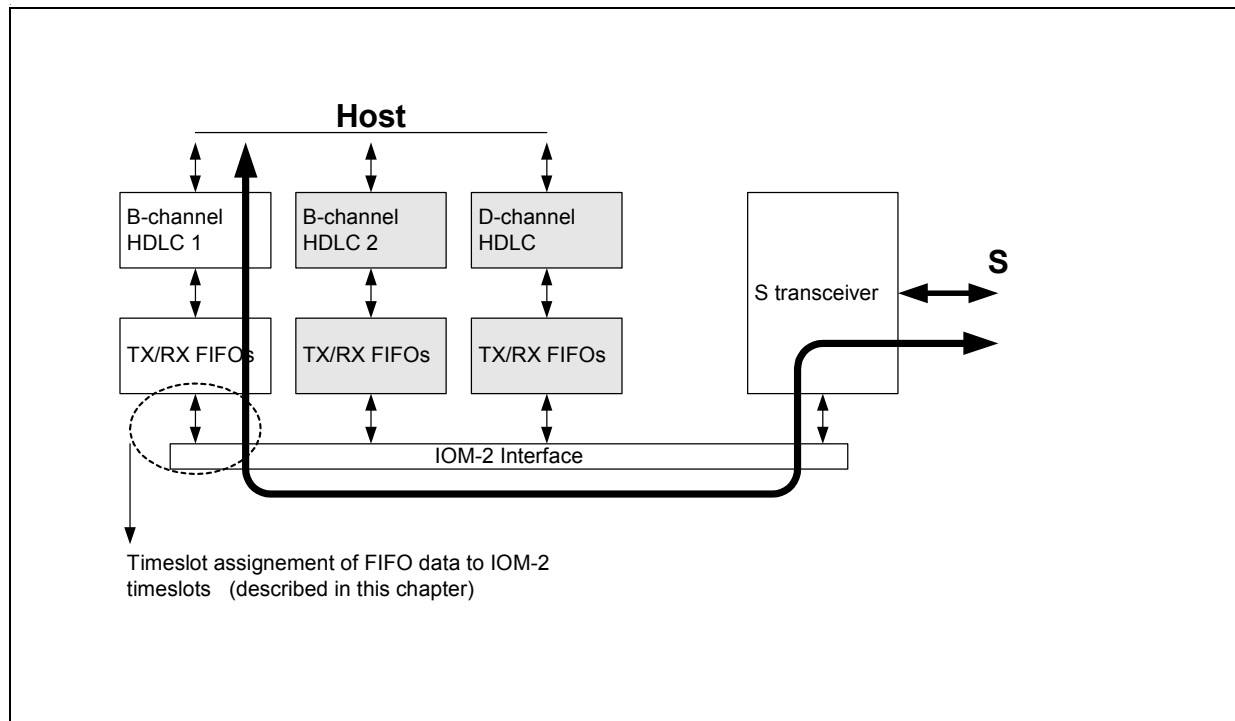 Host
B-channel
HDLC 1
B-channel
HDLC 2
D-channel
HDLC
S transceiver
S
TX/RX FIFOs
TX/RX FIFOs
TX/RX FIFOs
IOM-2 Interface
Timeslot assignement of FIFO data to IOM-2
timeslots (described in this chapter)